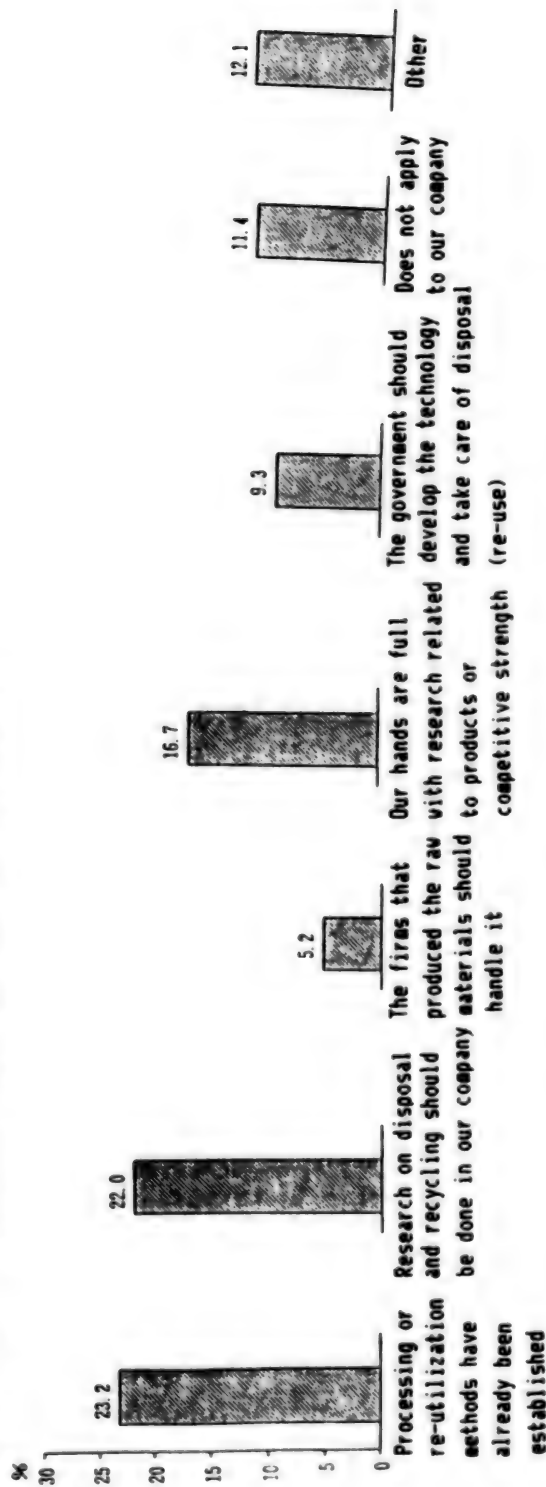 %
30
25
20
15
10
5
0
23.2
Processing or
re-utilization
methods have
already been
established
22.0
Research on disposal
and recycling should
be done in our company
5.2
The firms that
produced the raw
materials should
handle it
16.7
Our hands are full
with research related
to products or
competitive strength
9.3
The government should
develop the technology
and take care of disposal
(re-use)
11.4
Does not apply
to our company
12.1
Other